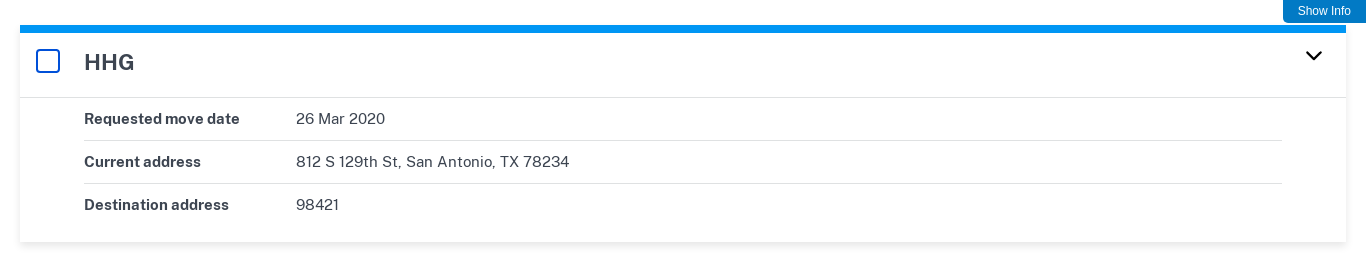 Show Info
HHG
Requested move date 26 Mar 2020
Current address 812 S 129th St, San Antonio, TX 78234
Destination address 98421